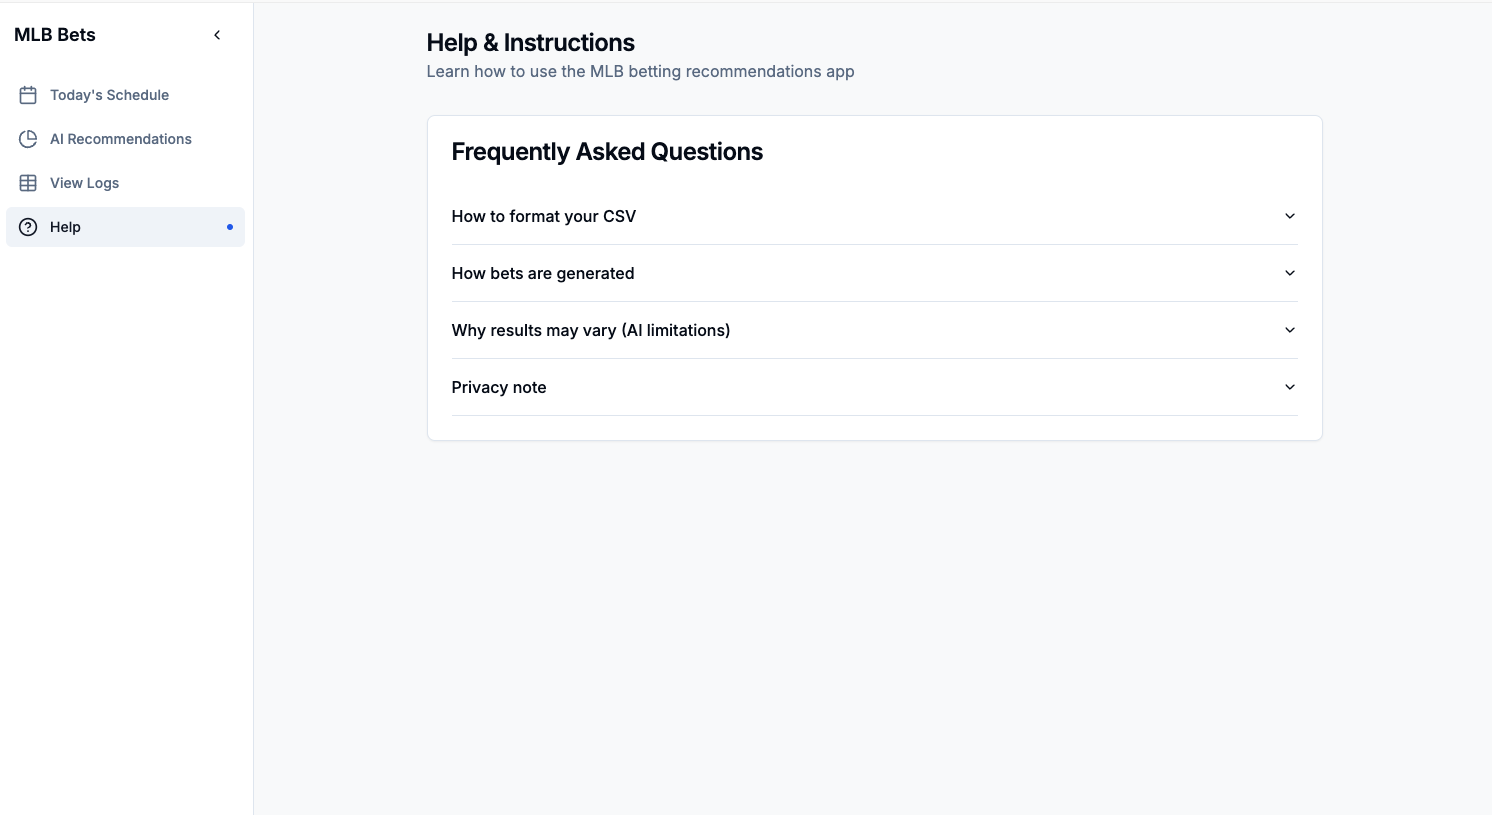 MLB Bets
Today's Schedule
AI Recommendations
View Logs
Help
Help & Instructions
Learn how to use the MLB betting recommendations app
Frequently Asked Questions
How to format your CSV
How bets are generated
Why results may vary (AI limitations)
Privacy note